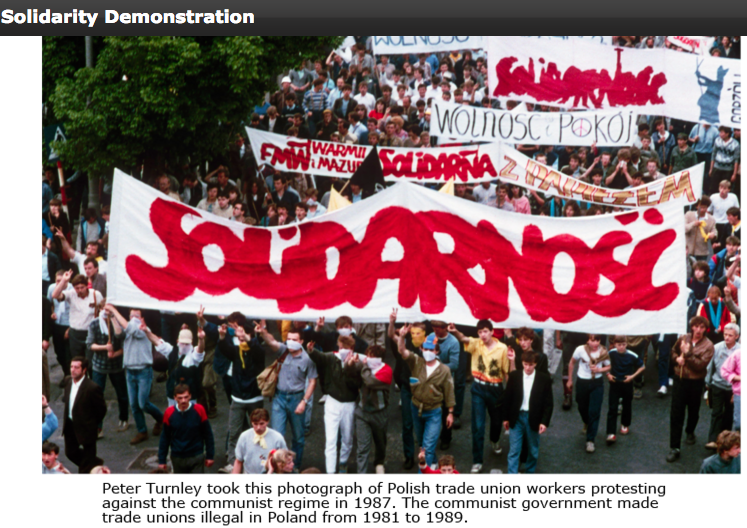 Solidarity Demonstration
WOLNOŚĆ
Solidarność
WOLNOŚĆ i POKÓJ
FMW WARMII i MAZUR SOLIDARNA Z PAPIEŻEM
SOLIDARNOŚĆ
Peter Turnley took this photograph of Polish trade union workers protesting
against the communist regime in 1987. The communist government made
trade unions illegal in Poland from 1981 to 1989.